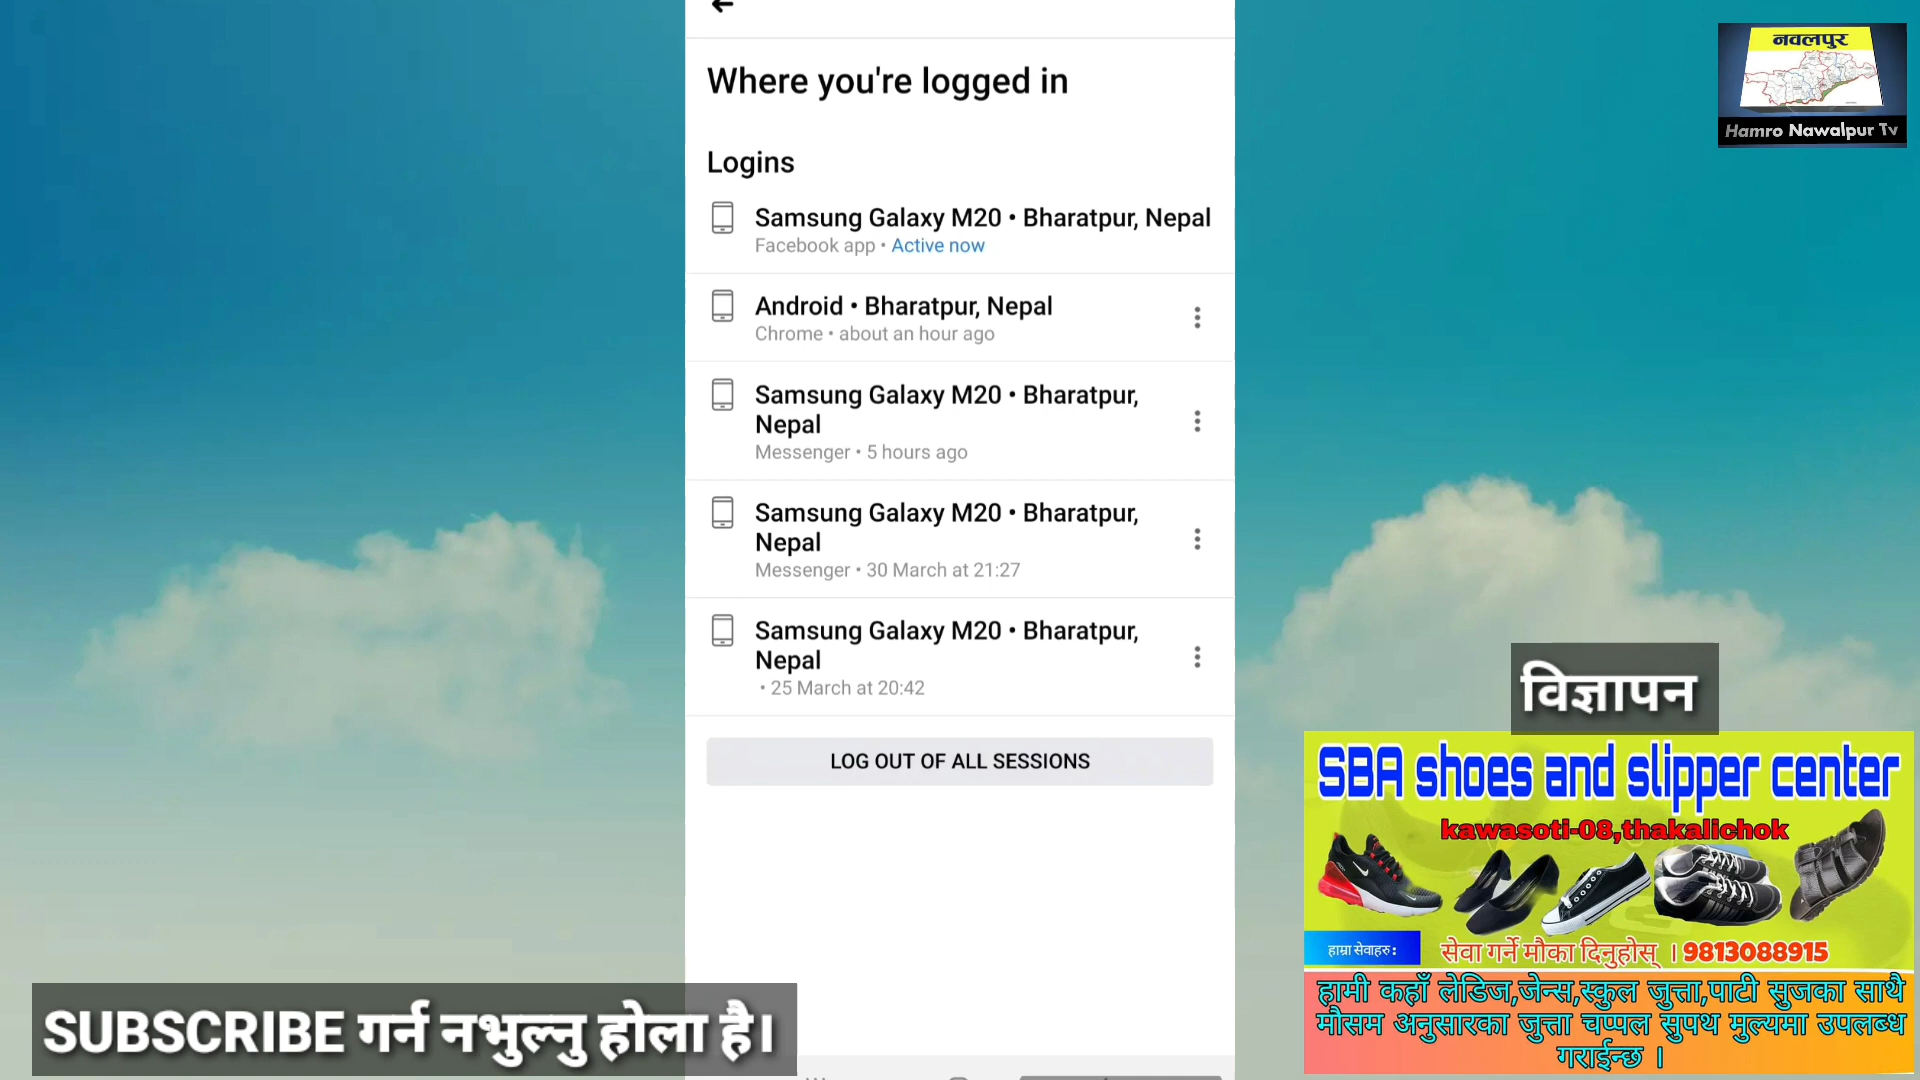 Where you're logged in
Logins
Samsung Galaxy M20 • Bharatpur, Nepal
Facebook app • Active now
Android • Bharatpur, Nepal
Chrome • about an hour ago
Samsung Galaxy M20 • Bharatpur,
Nepal
Messenger • 5 hours ago
Samsung Galaxy M20 • Bharatpur,
Nepal
Messenger • 30 March at 21:27
Samsung Galaxy M20 • Bharatpur,
Nepal
• 25 March at 20:42
LOG OUT OF ALL SESSIONS
नवलपुर
Hamro Nawalpur Tv
विज्ञापन
SBA shoes and slipper center
kawasoti-08,thakalichok
हाम्रा सेवाहरु :
सेवा गर्ने मौका दिनुहोस् । 9813088915
हामी कहाँ लेडिज,जेन्स,स्कुल जुत्ता,पाटी सुजका साथै
मौसम अनुसारका जुत्ता चप्पल सुपथ मुल्यमा उपलब्ध
गराईन्छ ।
SUBSCRIBE गर्न नभुल्नु होला है।